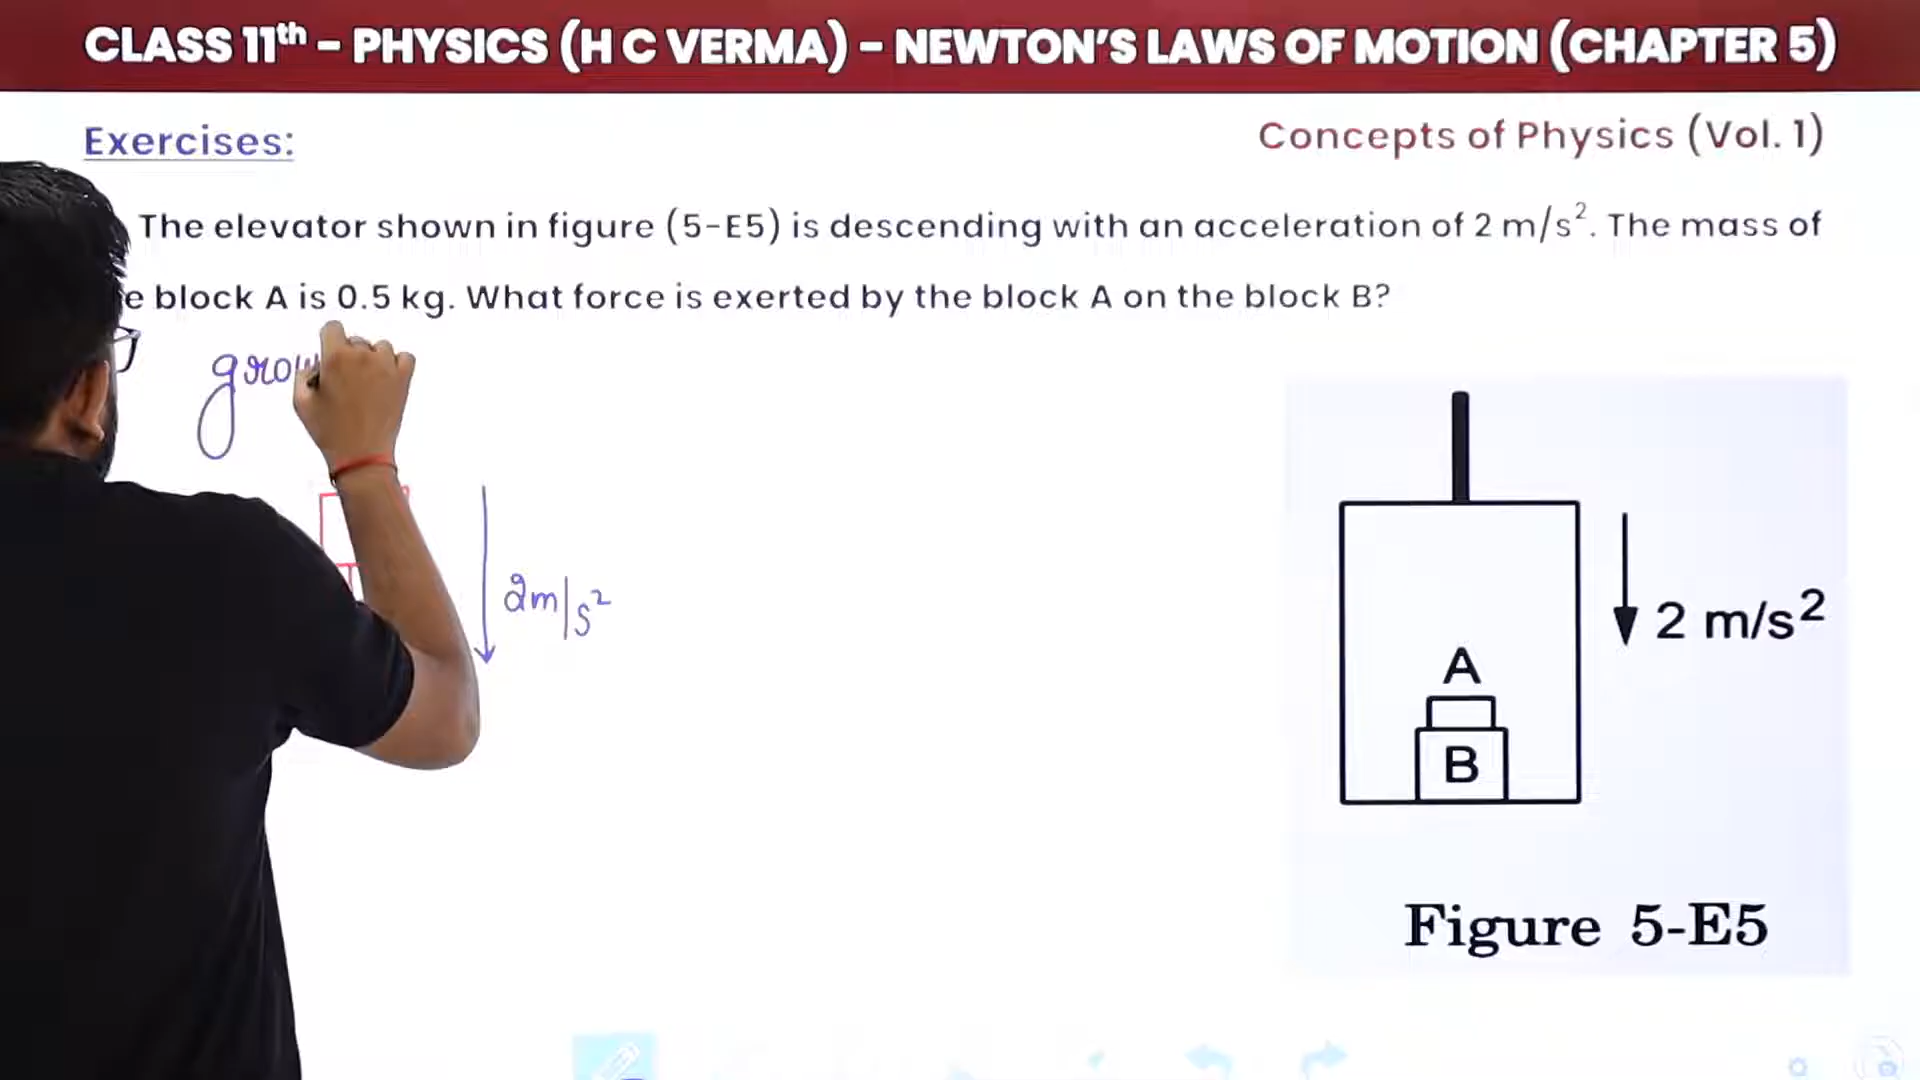 CLASS 11th – PHYSICS (H C VERMA) – NEWTON'S LAWS OF MOTION (CHAPTER 5)
Exercises:
Concepts of Physics (Vol. 1)
The elevator shown in figure (5-E5) is descending with an acceleration of 2 m/s². The mass of
block A is 0.5 kg. What force is exerted by the block A on the block B?
2m/s²
2 m/s²
A
B
Figure 5-E5